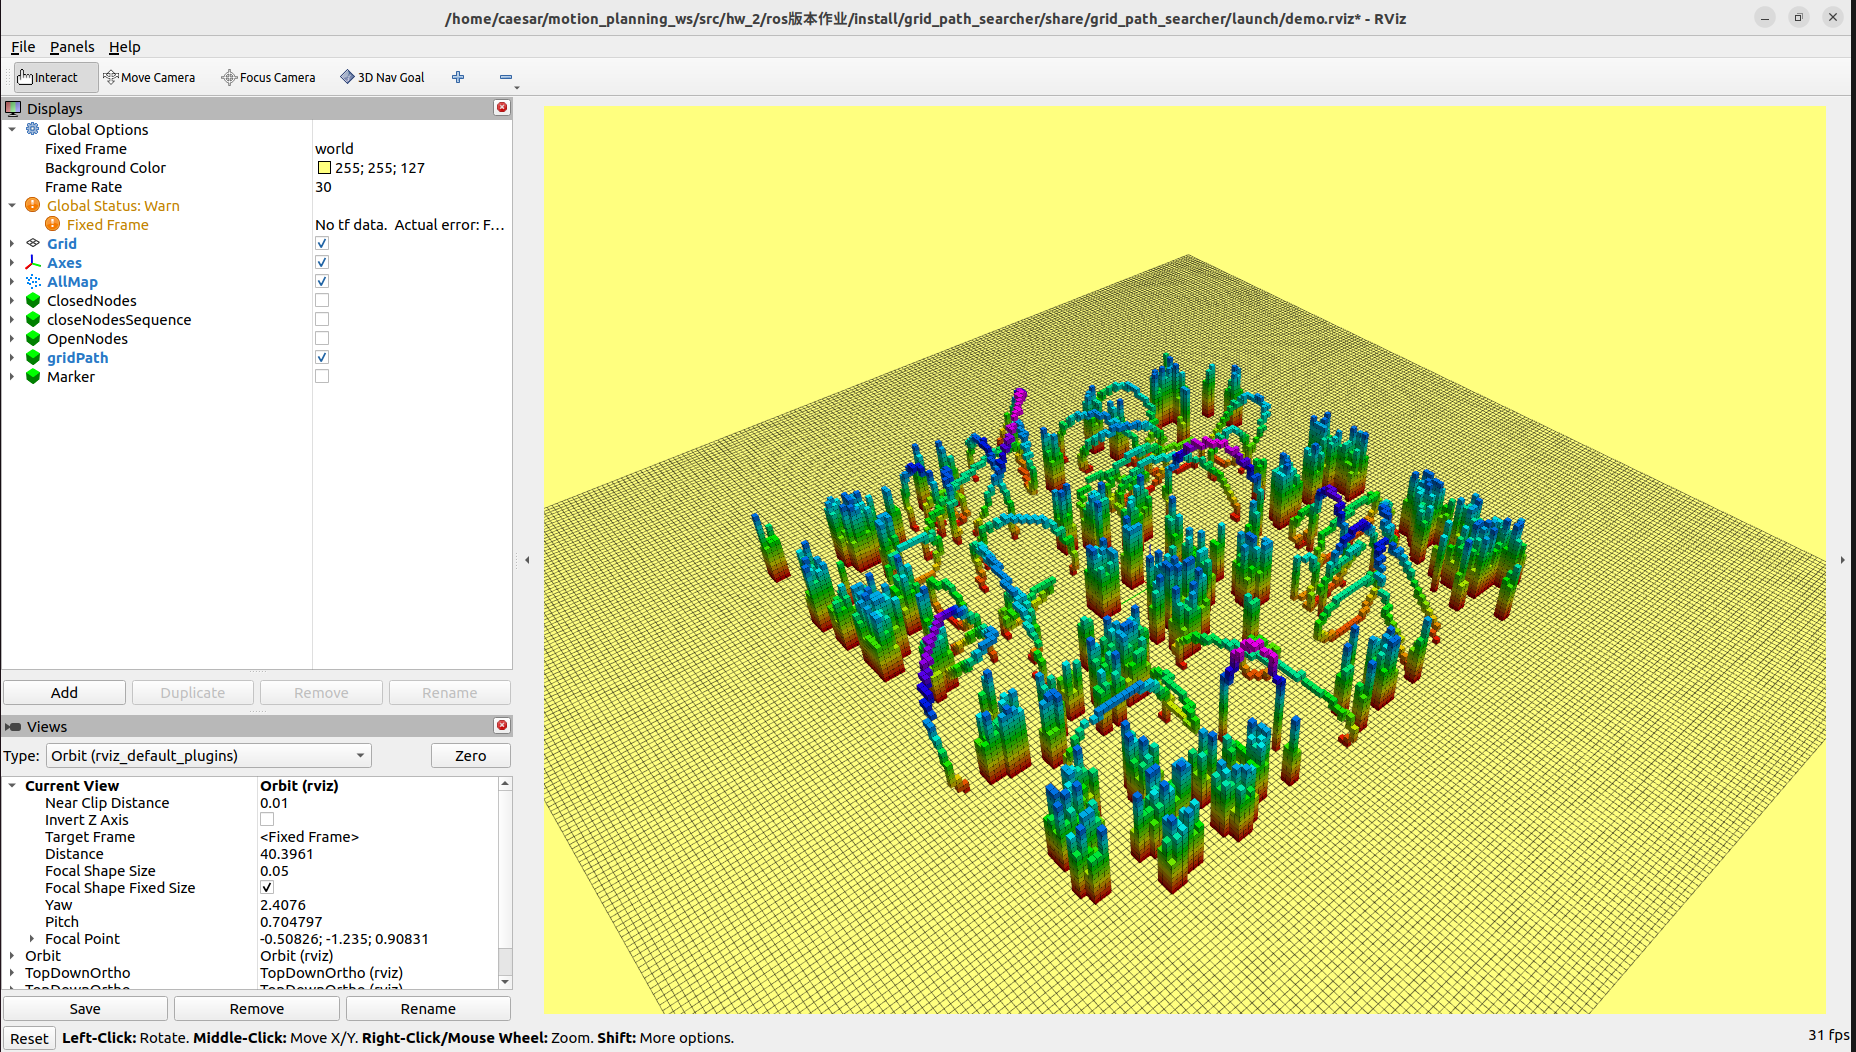 /home/caesar/motion_planning_ws/src/hw_2/ros版本作业/install/grid_path_searcher/share/grid_path_searcher/launch/demo.rviz* - RViz
File Panels Help
Interact Move Camera Focus Camera 3D Nav Goal
Displays
Global Options
Fixed Frame world
Background Color 255; 255; 127
Frame Rate 30
Global Status: Warn
Fixed Frame No tf data. Actual error: F…
Grid
Axes
AllMap
ClosedNodes
closeNodesSequence
OpenNodes
gridPath
Marker
Add Duplicate Remove Rename
Views
Type: Orbit (rviz_default_plugins) Zero
Current View Orbit (rviz)
Near Clip Distance 0.01
Invert Z Axis
Target Frame <Fixed Frame>
Distance 40.3961
Focal Shape Size 0.05
Focal Shape Fixed Size
Yaw 2.4076
Pitch 0.704797
Focal Point -0.50826; -1.235; 0.90831
Orbit Orbit (rviz)
TopDownOrtho TopDownOrtho (rviz)
TopDownOrtho TopDownOrtho (rviz)
Save Remove Rename
Reset Left-Click: Rotate. Middle-Click: Move X/Y. Right-Click/Mouse Wheel: Zoom. Shift: More options. 31 fps